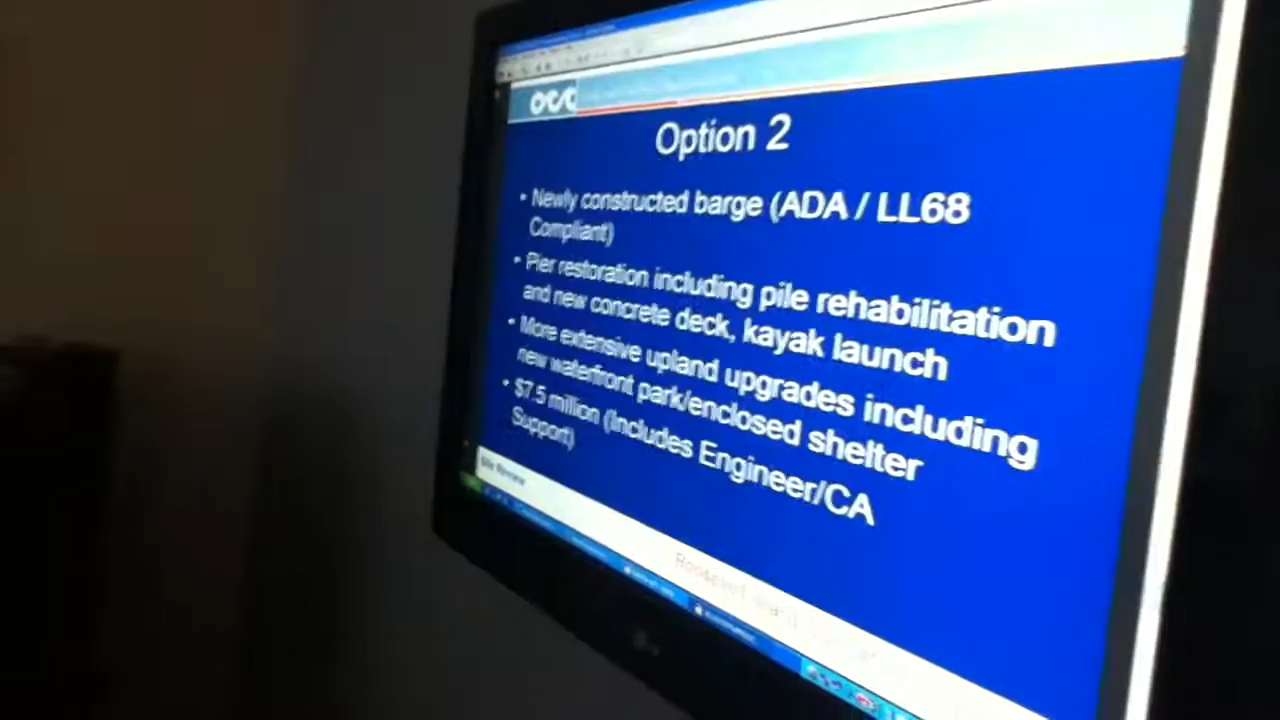 Option 2
• Newly constructed barge (ADA / LL68
Compliant)
• Pier restoration including pile rehabilitation
and new concrete deck, kayak launch
• More extensive upland upgrades including
new waterfront park/enclosed shelter
• $7.5 million (Includes Engineer/CA
Support)